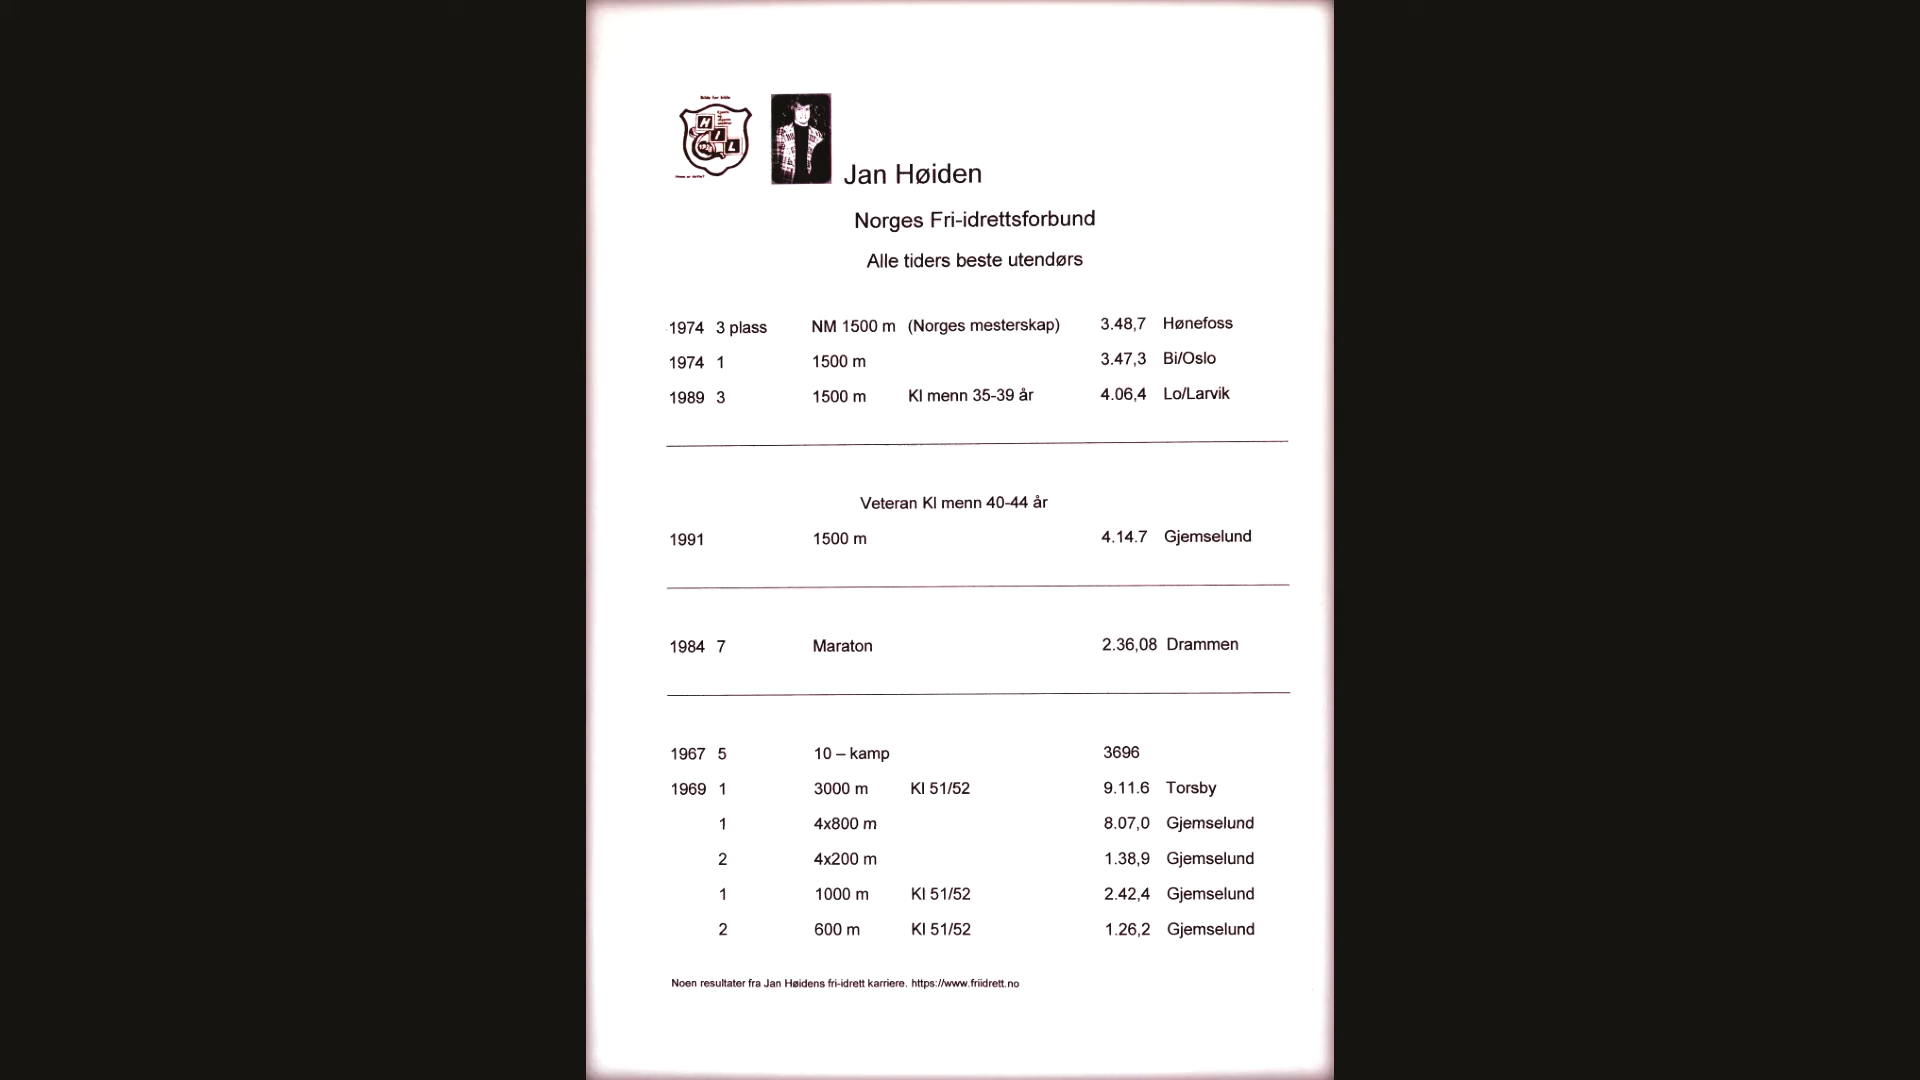 Bilde for bilde
H
I
L
Jan Høiden
Norges Fri-idrettsforbund
Alle tiders beste utendørs
1974 3 plass NM 1500 m (Norges mesterskap) 3.48,7 Hønefoss
1974 1 1500 m 3.47,3 Bi/Oslo
1989 3 1500 m Kl menn 35-39 år 4.06,4 Lo/Larvik
Veteran Kl menn 40-44 år
1991 1500 m 4.14.7 Gjemselund
1984 7 Maraton 2.36,08 Drammen
1967 5 10 – kamp 3696
1969 1 3000 m Kl 51/52 9.11.6 Torsby
1 4x800 m 8.07,0 Gjemselund
2 4x200 m 1.38,9 Gjemselund
1 1000 m Kl 51/52 2.42,4 Gjemselund
2 600 m Kl 51/52 1.26,2 Gjemselund
Noen resultater fra Jan Høidens fri-idrett karriere. https://www.friidrett.no